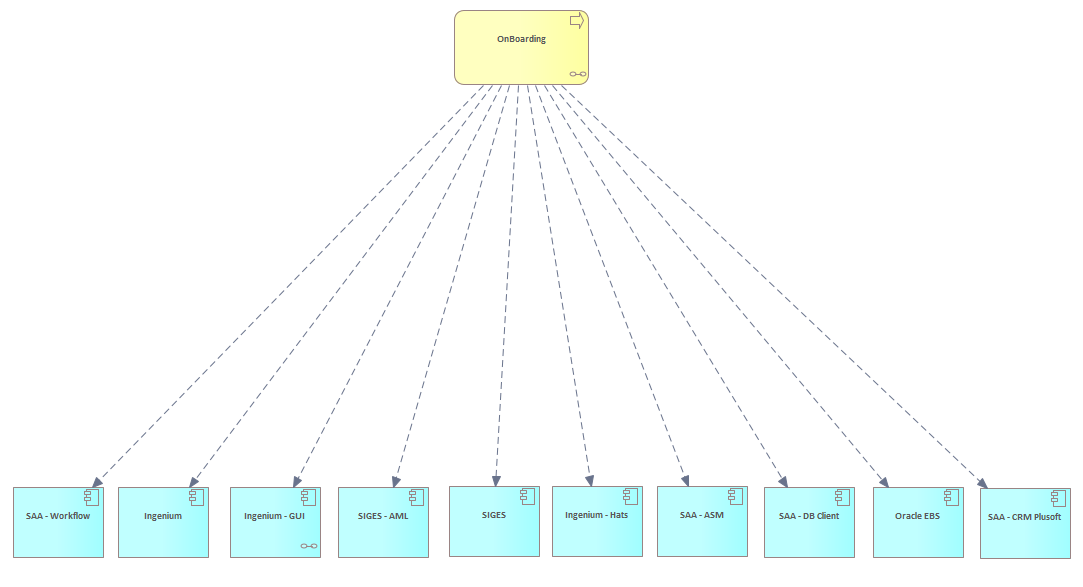 OnBoarding
SAA - Workflow
Ingenium
Ingenium - GUI
SIGES - AML
SIGES
Ingenium - Hats
SAA - ASM
SAA - DB Client
Oracle EBS
SAA - CRM Plusoft